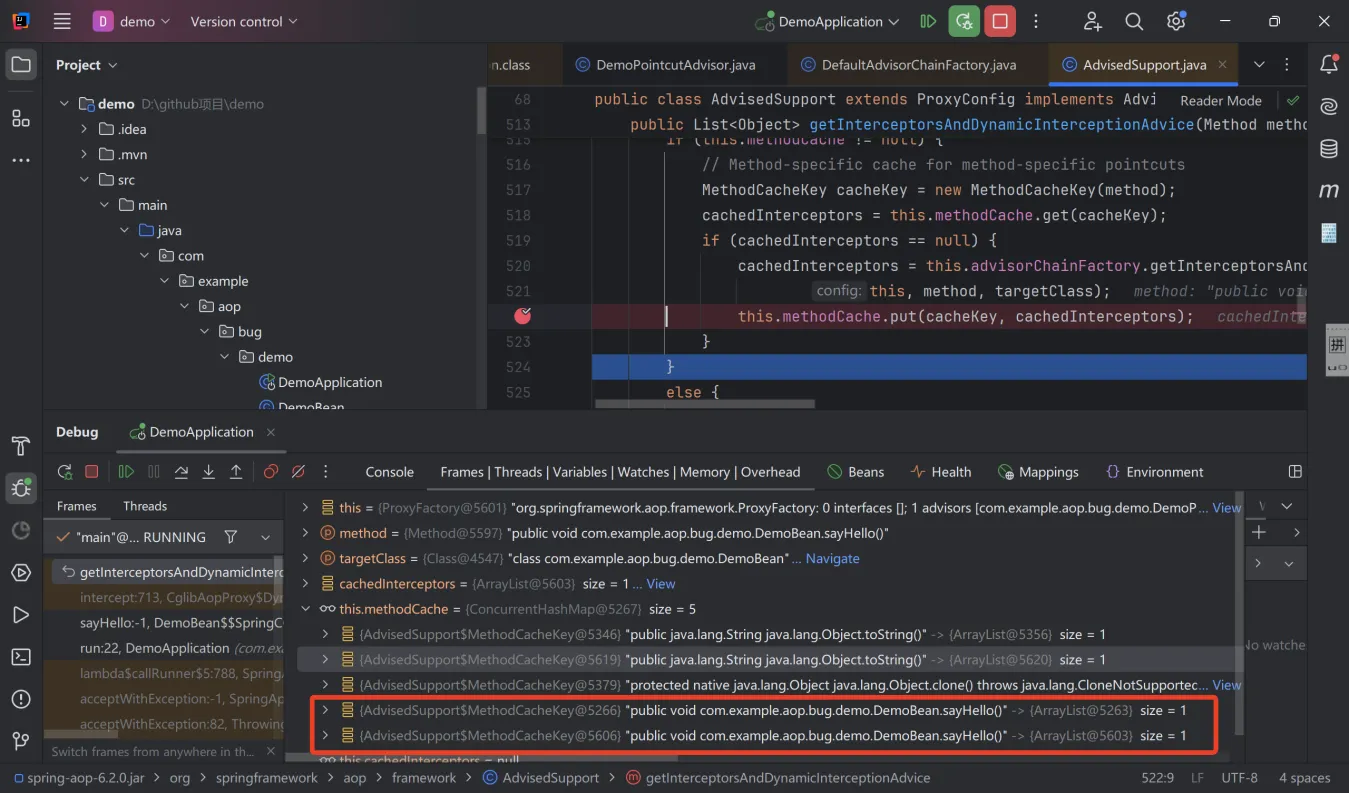 D demo Version control DemoApplication
Project
demo D:\github项目\demo
.idea
.mvn
src
main
java
com
example
aop
bug
demo
DemoApplication
DemoBean
n.class DemoPointcutAdvisor.java DefaultAdvisorChainFactory.java AdvisedSupport.java
68 public class AdvisedSupport extends ProxyConfig implements Advi Reader Mode
513 public List<Object> getInterceptorsAndDynamicInterceptionAdvice(Method metho
515 if (this.methodCache != null) {
516 // Method-specific cache for method-specific pointcuts
517 MethodCacheKey cacheKey = new MethodCacheKey(method);
518 cachedInterceptors = this.methodCache.get(cacheKey);
519 if (cachedInterceptors == null) {
520 cachedInterceptors = this.advisorChainFactory.getInterceptorsAnd
521 config: this, method, targetClass); method: "public voi
this.methodCache.put(cacheKey, cachedInterceptors); cachedInte
523 }
524 }
525 else {
拼
Debug DemoApplication
Console Frames | Threads | Variables | Watches | Memory | Overhead Beans Health Mappings Environment
Frames Threads
"main"@... RUNNING
getInterceptorsAndDynamicInterc
intercept:713, CglibAopProxy$Dyn
sayHello:-1, DemoBean$$SpringC
run:22, DemoApplication (com.exa
lambda$callRunner$5:788, SpringA
acceptWithException:-1, SpringAp
acceptWithException:82, Throwing
Switch frames from anywhere in th...
this = {ProxyFactory@5601} "org.springframework.aop.framework.ProxyFactory: 0 interfaces []; 1 advisors [com.example.aop.bug.demo.DemoP... View
method = {Method@5597} "public void com.example.aop.bug.demo.DemoBean.sayHello()"
targetClass = {Class@4547} "class com.example.aop.bug.demo.DemoBean"... Navigate
cachedInterceptors = {ArrayList@5603} size = 1 ... View
this.methodCache = {ConcurrentHashMap@5267} size = 5
{AdvisedSupport$MethodCacheKey@5346} "public java.lang.String java.lang.Object.toString()" -> {ArrayList@5356} size = 1
{AdvisedSupport$MethodCacheKey@5619} "public java.lang.String java.lang.Object.toString()" -> {ArrayList@5620} size = 1
{AdvisedSupport$MethodCacheKey@5379} "protected native java.lang.Object java.lang.Object.clone() throws java.lang.CloneNotSupportec... View
{AdvisedSupport$MethodCacheKey@5266} "public void com.example.aop.bug.demo.DemoBean.sayHello()" -> {ArrayList@5263} size = 1
{AdvisedSupport$MethodCacheKey@5606} "public void com.example.aop.bug.demo.DemoBean.sayHello()" -> {ArrayList@5603} size = 1
this.cachedInterceptors = null
No watche
spring-aop-6.2.0.jar org springframework aop framework AdvisedSupport getInterceptorsAndDynamicInterceptionAdvice 522:9 LF UTF-8 4 spaces